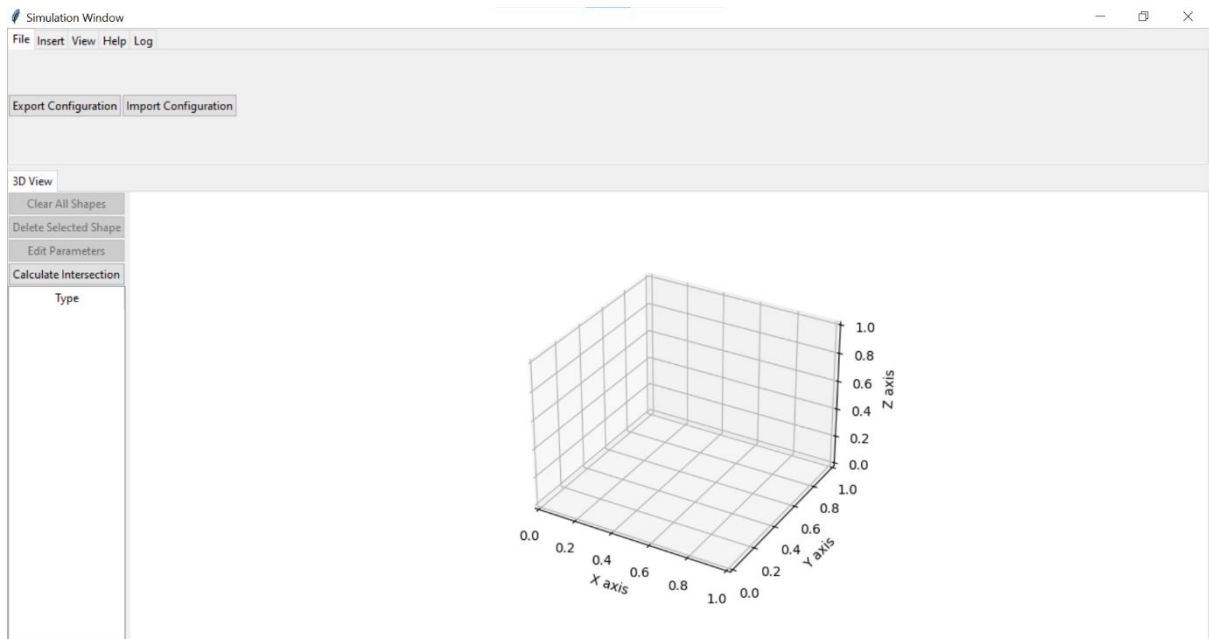 Simulation Window
File Insert View Help Log
Export Configuration Import Configuration
3D View
Clear All Shapes
Delete Selected Shape
Edit Parameters
Calculate Intersection
Type
1.0
0.8
0.6
0.4
0.2
0.0
Z axis
1.0
0.8
0.6
0.4
0.2
0.0
Y axis
0.0
0.2
0.4
0.6
0.8
1.0
X axis